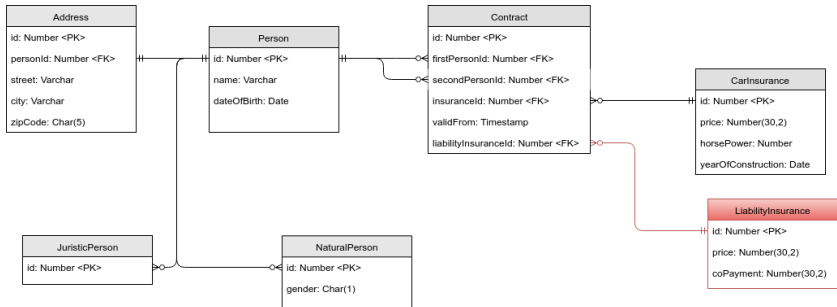 Address
id: Number <PK>
personId: Number <FK>
street: Varchar
city: Varchar
zipCode: Char(5)
Person
id: Number <PK>
name: Varchar
dateOfBirth: Date
Contract
id: Number <PK>
firstPersonId: Number <FK>
secondPersonId: Number <FK>
insuranceId: Number <FK>
validFrom: Timestamp
liabilityInsuranceId: Number <FK>
CarInsurance
id: Number <PK>
price: Number(30,2)
horsePower: Number
yearOfConstruction: Date
LiabilityInsurance
id: Number <PK>
price: Number(30,2)
coPayment: Number(30,2)
JuristicPerson
id: Number <PK>
NaturalPerson
id: Number <PK>
gender: Char(1)